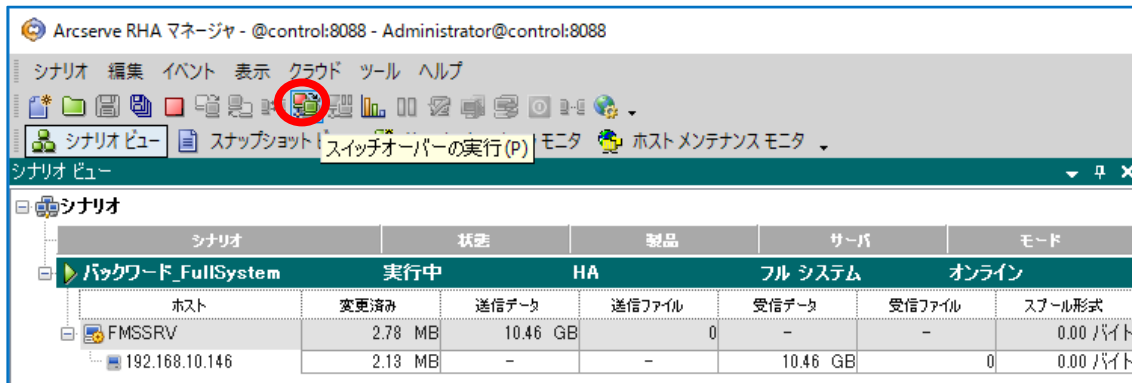 Arcserve RHA マネージャ - @control:8088 - Administrator@control:8088
シナリオ 編集 イベント 表示 クラウド ツール ヘルプ
シナリオ ビュー スナップショット モニタ ホスト メンテナンス モニタ
スイッチオーバーの実行(P)
シナリオ ビュー
シナリオ
シナリオ 状態 製品 サーバ モード
バックワード_FullSystem 実行中 HA フル システム オンライン
ホスト 変更済み 送信データ 送信ファイル 受信データ 受信ファイル スプール形式
FMSSRV 2.78 MB 10.46 GB 0 - - 0.00 バイト
192.168.10.146 2.13 MB - - 10.46 GB 0 0.00 バイト